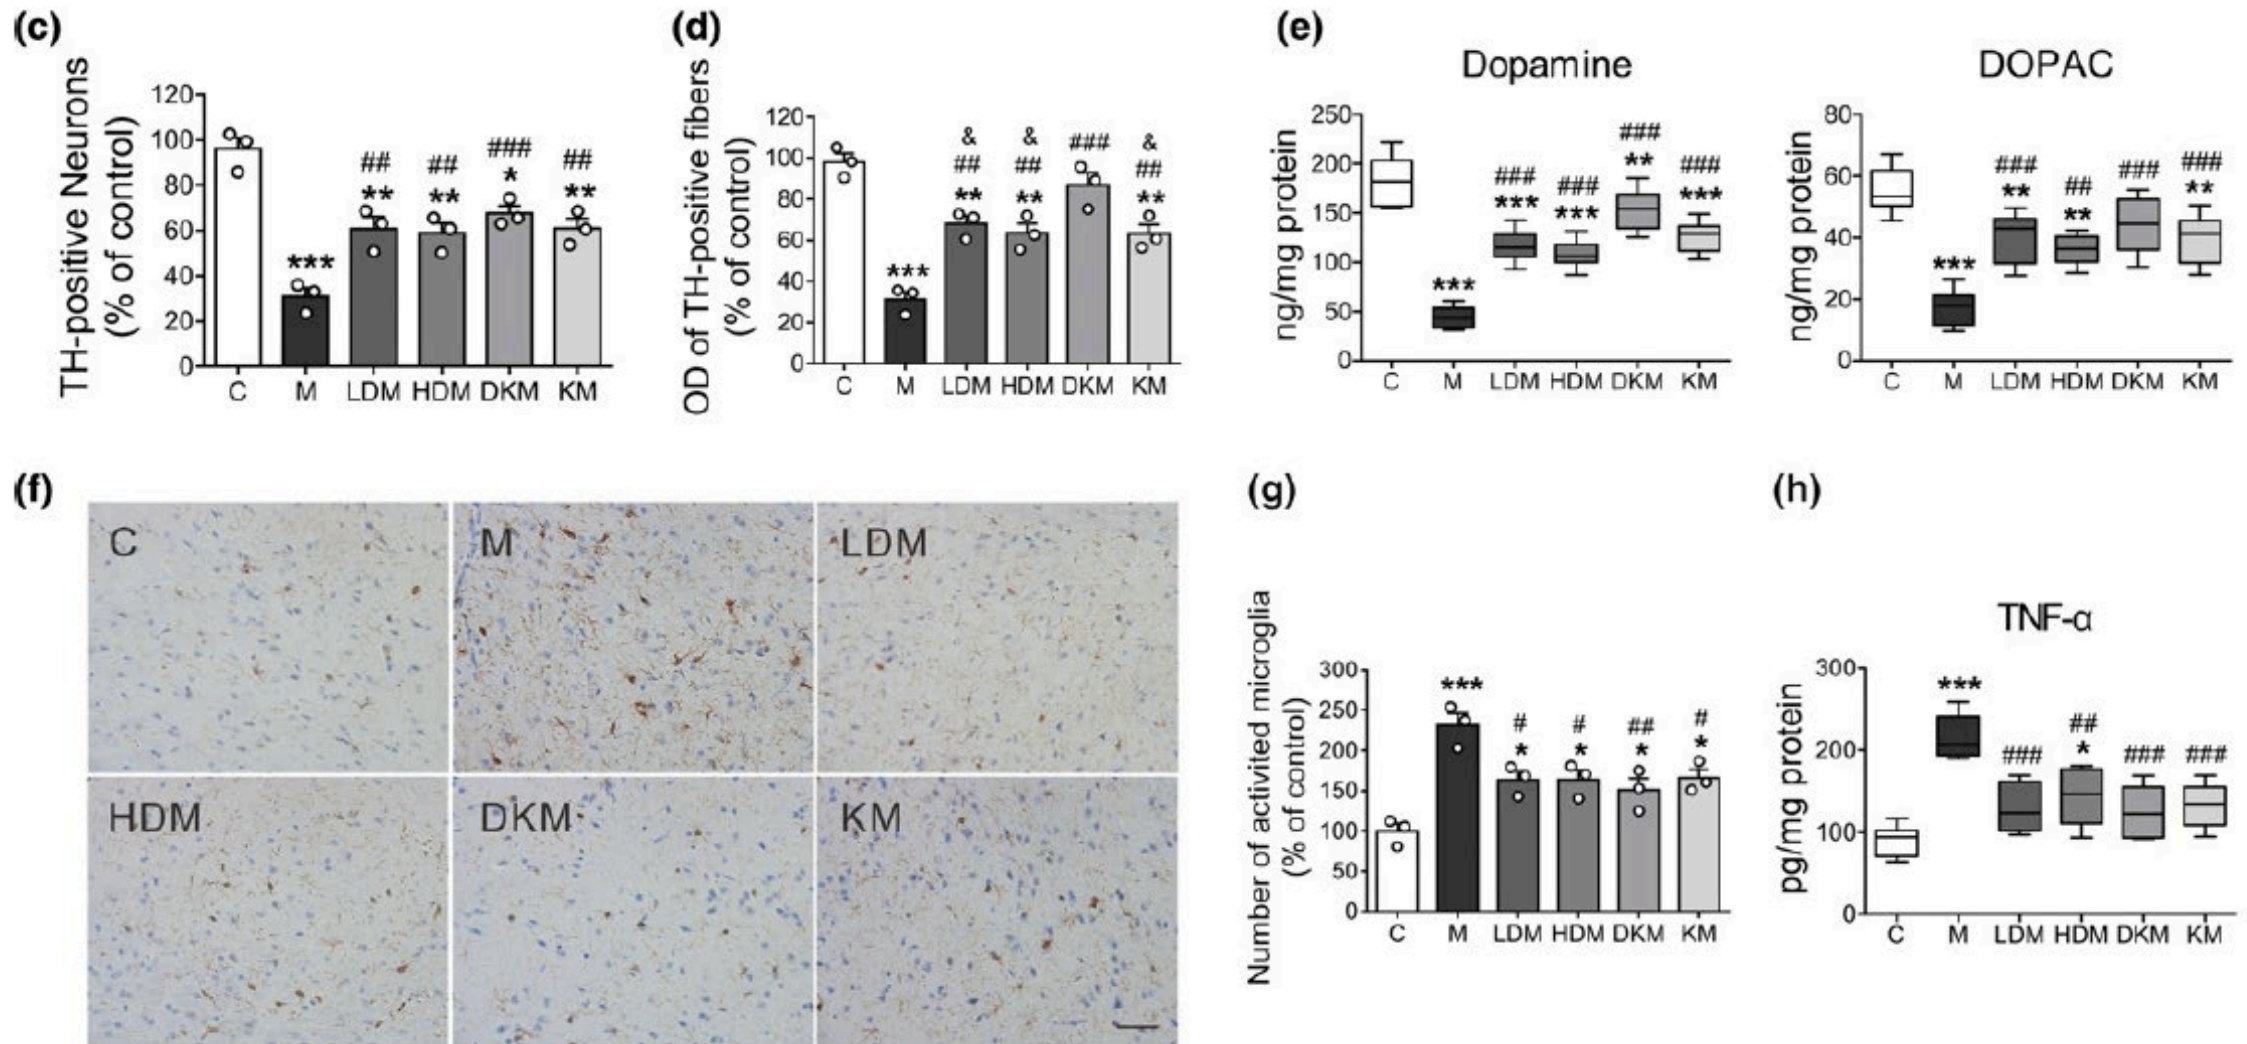 (c)
TH-positive Neurons
(% of control)
120
100
80
60
40
20
0
***
##
**
##
**
###
*
##
**
C M LDM HDM DKM KM
(d)
OD of TH-positive fibers
(% of control)
120
100
80
60
40
20
0
***
&
##
**
&
##
**
###
&
##
**
C M LDM HDM DKM KM
(e)
Dopamine
ng/mg protein
250
200
150
100
50
0
***
###
***
###
***
###
**
###
***
C M LDM HDM DKM KM
DOPAC
ng/mg protein
80
60
40
20
0
***
###
**
##
**
###
###
**
C M LDM HDM DKM KM
(f)
C
M
LDM
HDM
DKM
KM
(g)
Number of activited microglia
(% of control)
300
250
200
150
100
50
0
***
#
*
#
*
##
*
#
*
C M LDM HDM DKM KM
(h)
TNF-α
pg/mg protein
300
200
100
0
***
###
##
*
###
###
C M LDM HDM DKM KM